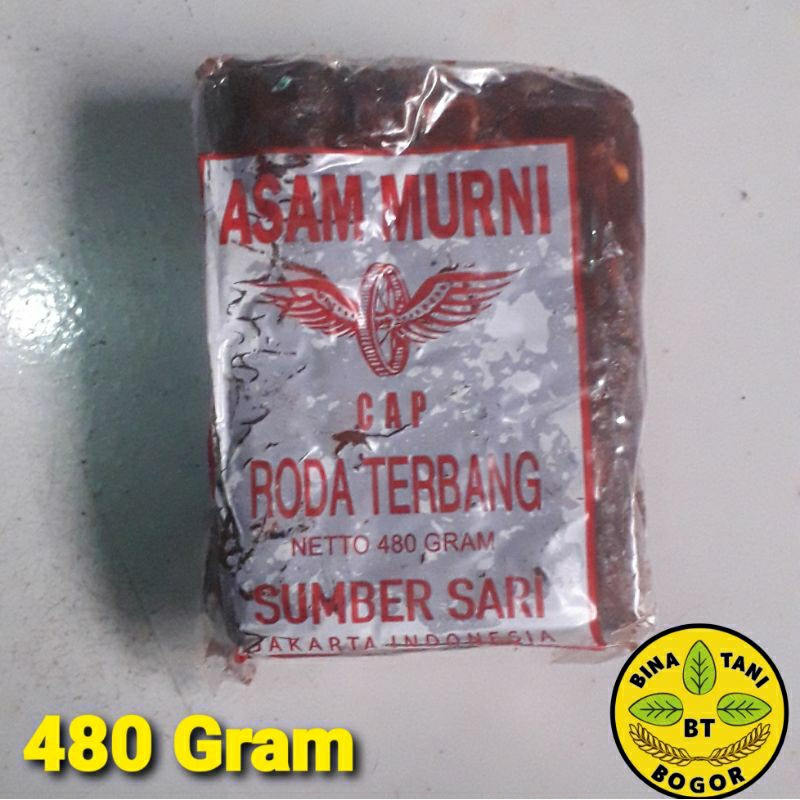 ASAM MURNI
CAP
RODA TERBANG
NETTO 480 GRAM
SUMBER SARI
JAKARTA INDONESIA
480 Gram
BINA TANI
BT
BOGOR